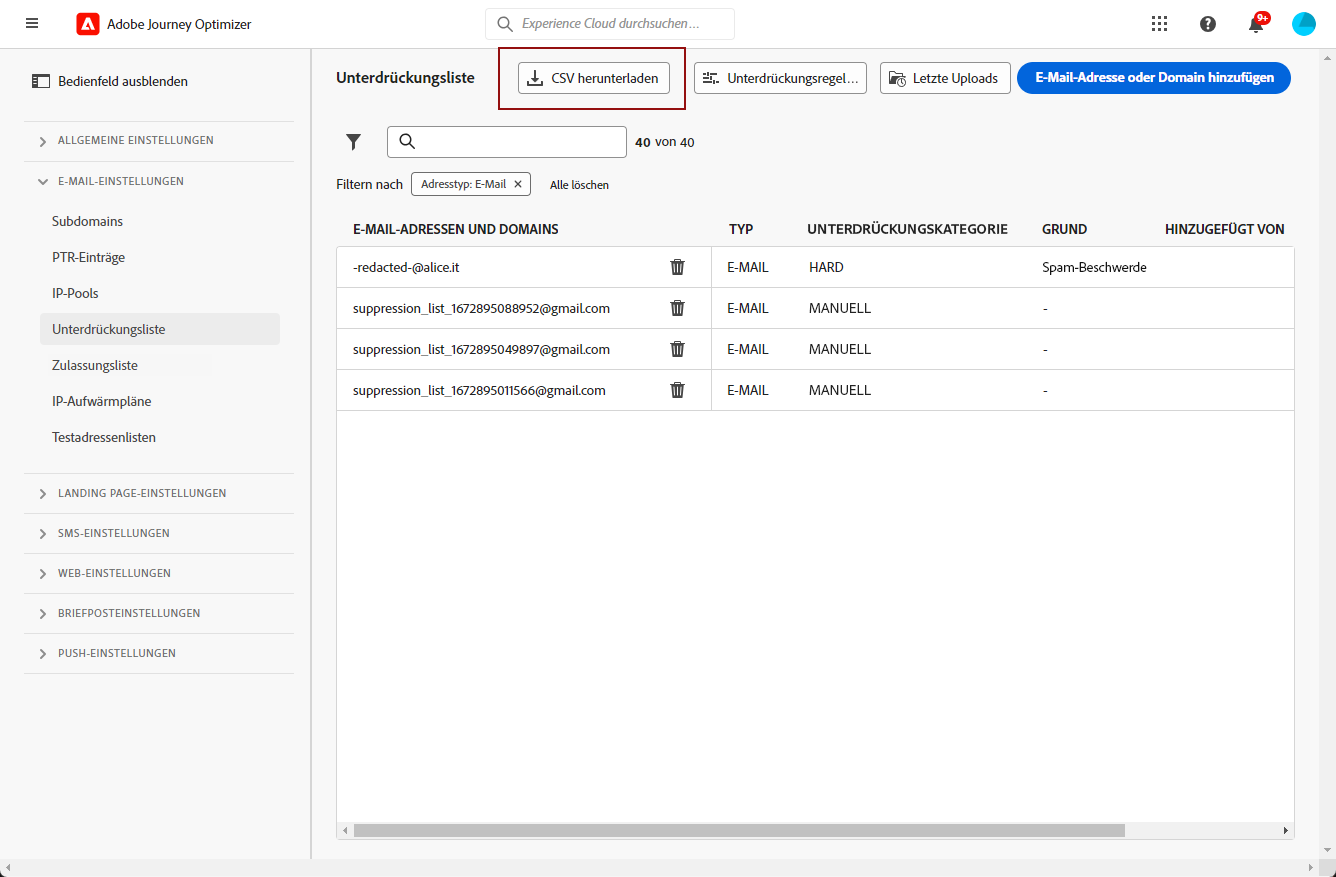 Adobe Journey Optimizer
Experience Cloud durchsuchen…
9+
Bedienfeld ausblenden
ALLGEMEINE EINSTELLUNGEN
E-MAIL-EINSTELLUNGEN
Subdomains
PTR-Einträge
IP-Pools
Unterdrückungsliste
Zulassungsliste
IP-Aufwärmpläne
Testadressenlisten
LANDING PAGE-EINSTELLUNGEN
SMS-EINSTELLUNGEN
WEB-EINSTELLUNGEN
BRIEFPOSTEINSTELLUNGEN
PUSH-EINSTELLUNGEN
Unterdrückungsliste
CSV herunterladen
Unterdrückungsregel…
Letzte Uploads
E-Mail-Adresse oder Domain hinzufügen
40 von 40
Filtern nach Adresstyp: E-Mail × Alle löschen
E-MAIL-ADRESSEN UND DOMAINS TYP UNTERDRÜCKUNGSKATEGORIE GRUND HINZUGEFÜGT VON
-redacted-@alice.it E-MAIL HARD Spam-Beschwerde
suppression_list_1672895088952@gmail.com E-MAIL MANUELL -
suppression_list_1672895049897@gmail.com E-MAIL MANUELL -
suppression_list_1672895011566@gmail.com E-MAIL MANUELL -